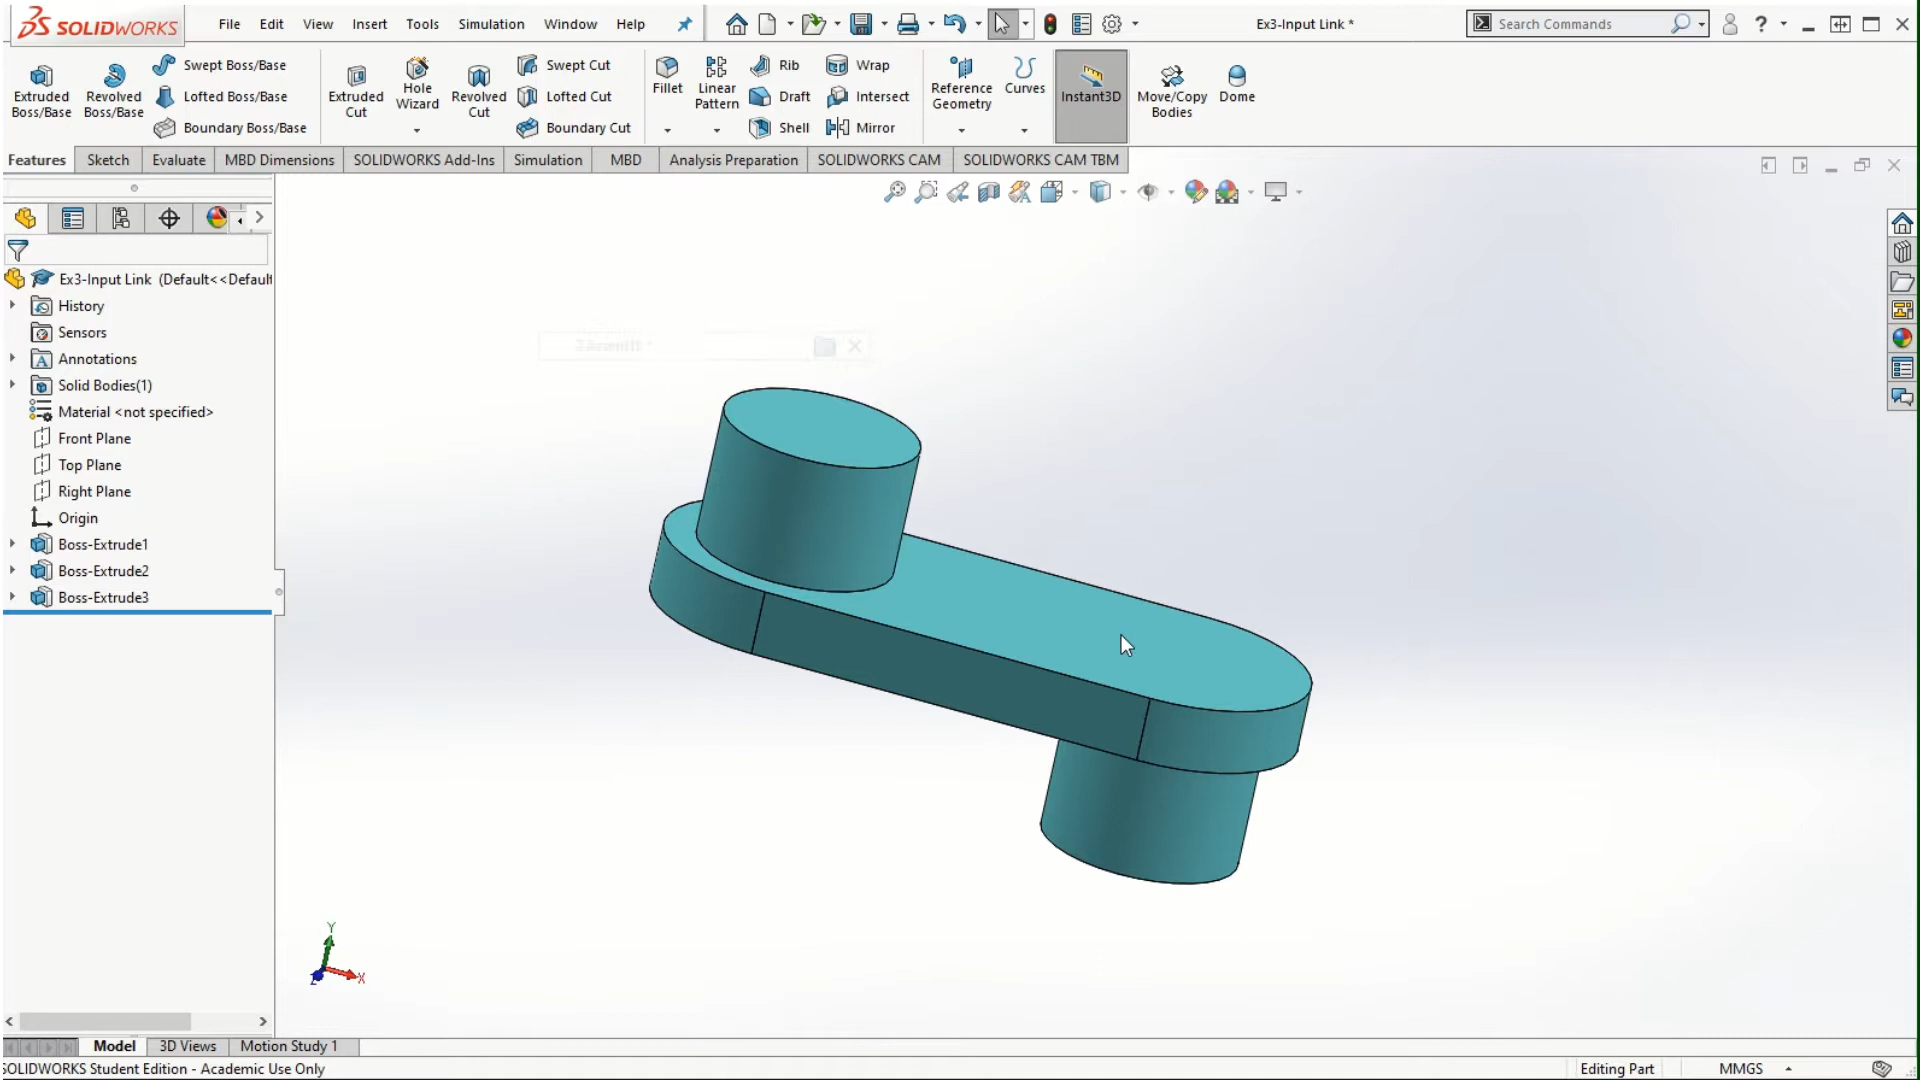 SOLIDWORKS
File Edit View Insert Tools Simulation Window Help
Ex3-Input Link *
Search Commands
Extruded Boss/Base
Revolved Boss/Base
Swept Boss/Base
Lofted Boss/Base
Boundary Boss/Base
Extruded Cut
Hole Wizard
Revolved Cut
Swept Cut
Lofted Cut
Boundary Cut
Fillet
Linear Pattern
Rib
Draft
Shell
Wrap
Intersect
Mirror
Reference Geometry
Curves
Instant3D
Move/Copy Bodies
Dome
Features Sketch Evaluate MBD Dimensions SOLIDWORKS Add-Ins Simulation MBD Analysis Preparation SOLIDWORKS CAM SOLIDWORKS CAM TBM
Ex3-Input Link (Default<<Default
History
Sensors
Annotations
Solid Bodies(1)
Material <not specified>
Front Plane
Top Plane
Right Plane
Origin
Boss-Extrude1
Boss-Extrude2
Boss-Extrude3
Y
X
Z
Model 3D Views Motion Study 1
SOLIDWORKS Student Edition - Academic Use Only
Editing Part
MMGS